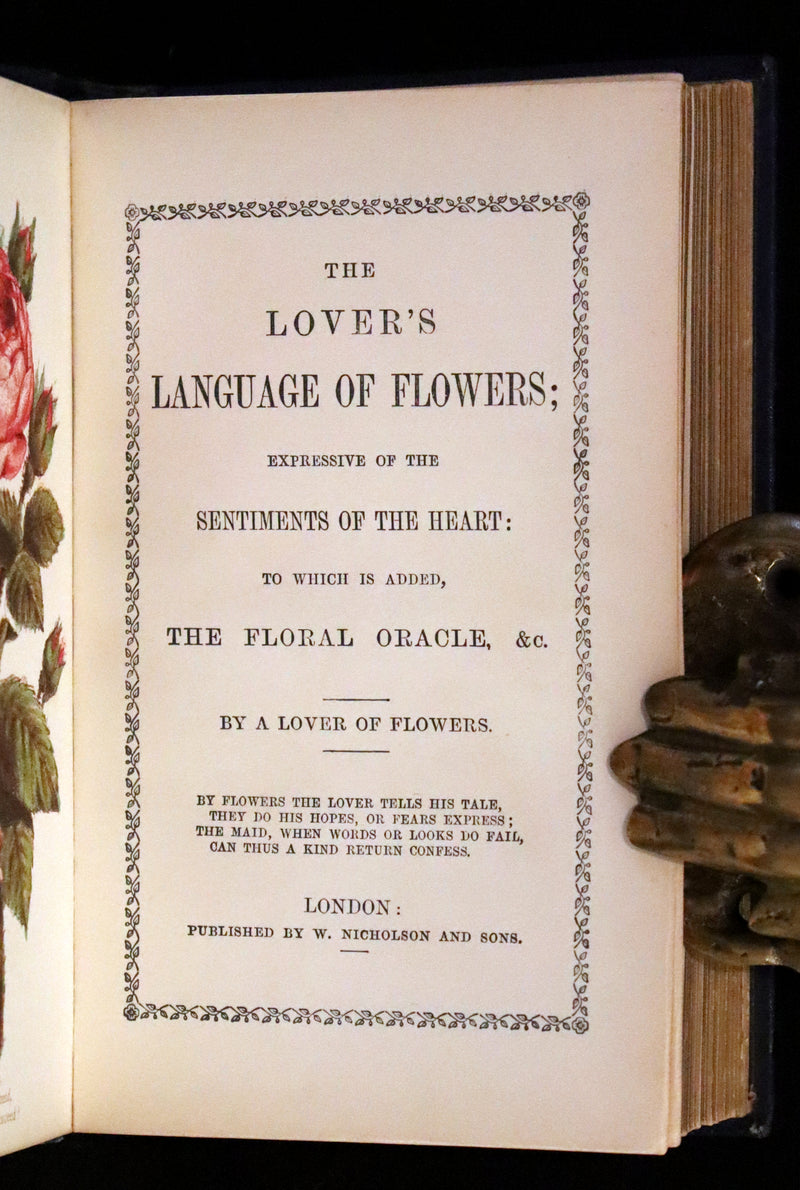 THE
LOVER'S
LANGUAGE OF FLOWERS;
EXPRESSIVE OF THE
SENTIMENTS OF THE HEART:
TO WHICH IS ADDED,
THE FLORAL ORACLE, &C.
BY A LOVER OF FLOWERS.
BY FLOWERS THE LOVER TELLS HIS TALE,
THEY DO HIS HOPES, OR FEARS EXPRESS;
THE MAID, WHEN WORDS OR LOOKS DO FAIL,
CAN THUS A KIND RETURN CONFESS.
LONDON:
PUBLISHED BY W. NICHOLSON AND SONS.